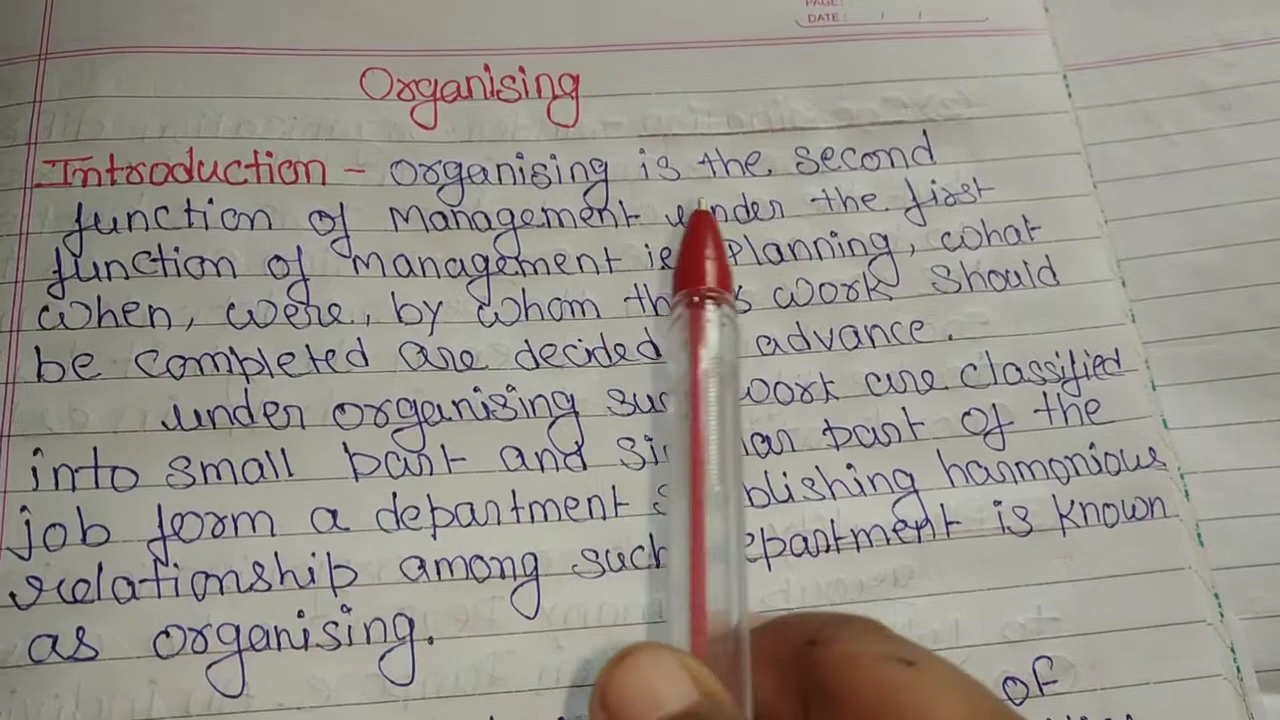 PAGE:
DATE: / /
Organising
Introduction - Organising is the second
function of Management under the first
function of Management ie Planning, what
when, were, by whom work should
be completed are decided advance.
under organising work are classified
into small part and part of the
job form a department harmonious
relationship among department is known
as organising.
of